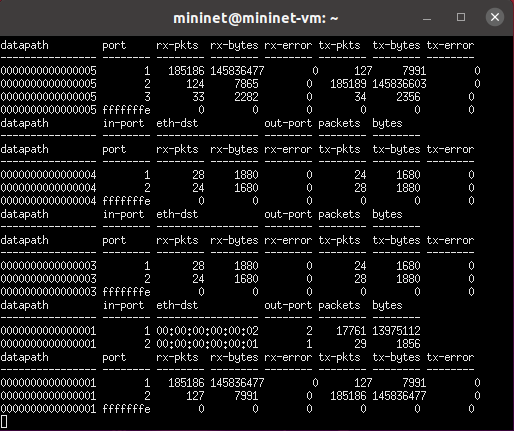 mininet@mininet-vm: ~
datapath         port     rx-pkts  rx-bytes rx-error tx-pkts  tx-bytes tx-error
---------------- -------- -------- -------- -------- -------- -------- --------
0000000000000005        1   185186 145836477        0      127     7991        0
0000000000000005        2      124     7865        0   185189 145836603        0
0000000000000005        3       33     2282        0       34     2356        0
0000000000000005 fffffffe        0        0        0        0        0        0
datapath         in-port  eth-dst           out-port packets  bytes
---------------- -------- ----------------- -------- -------- --------
datapath         port     rx-pkts  rx-bytes rx-error tx-pkts  tx-bytes tx-error
---------------- -------- -------- -------- -------- -------- -------- --------
0000000000000004        1       28     1880        0       24     1680        0
0000000000000004        2       24     1680        0       28     1880        0
0000000000000004 fffffffe        0        0        0        0        0        0
datapath         in-port  eth-dst           out-port packets  bytes
---------------- -------- ----------------- -------- -------- --------
datapath         port     rx-pkts  rx-bytes rx-error tx-pkts  tx-bytes tx-error
---------------- -------- -------- -------- -------- -------- -------- --------
0000000000000003        1       28     1880        0       24     1680        0
0000000000000003        2       24     1680        0       28     1880        0
0000000000000003 fffffffe        0        0        0        0        0        0
datapath         in-port  eth-dst           out-port packets  bytes
---------------- -------- ----------------- -------- -------- --------
0000000000000001        1 00:00:00:00:00:02        2    17761 13975112
0000000000000001        2 00:00:00:00:00:01        1       29     1856
datapath         port     rx-pkts  rx-bytes rx-error tx-pkts  tx-bytes tx-error
---------------- -------- -------- -------- -------- -------- -------- --------
0000000000000001        1   185186 145836477        0      127     7991        0
0000000000000001        2      127     7991        0   185186 145836477        0
0000000000000001 fffffffe        0        0        0        0        0        0